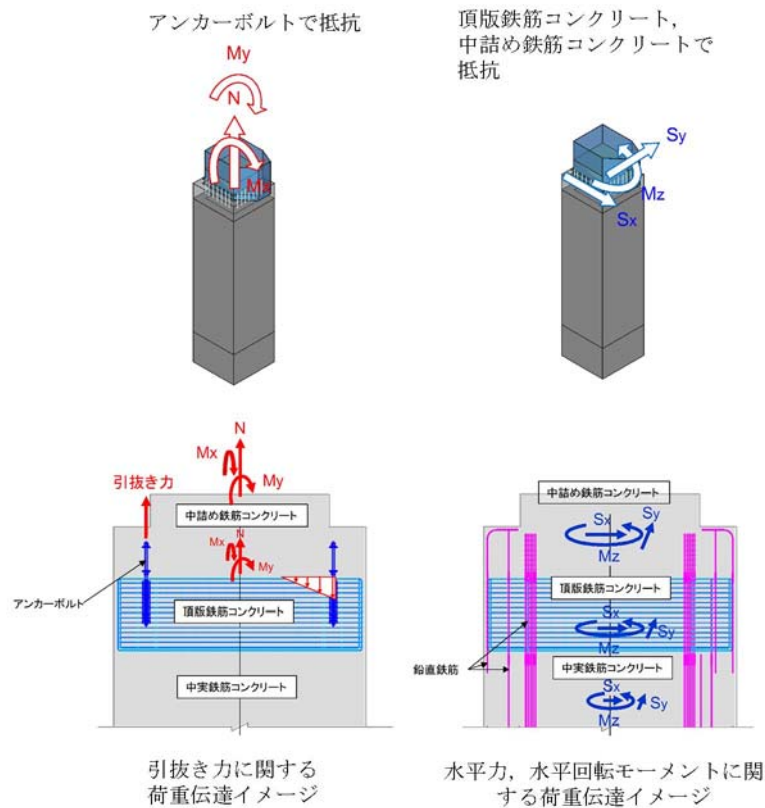 アンカーボルトで抵抗
頂版鉄筋コンクリート，
中詰め鉄筋コンクリートで
抵抗
My
N
Mx
Sy
Mz
Sx
N
Mx
My
引抜き力
中詰め鉄筋コンクリート
N
Mx
My
アンカーボルト
頂版鉄筋コンクリート
中実鉄筋コンクリート
中詰め鉄筋コンクリート
Sx
Sy
Mz
頂版鉄筋コンクリート
Sx
Sy
Mz
鉛直鉄筋
中実鉄筋コンクリート
Sx
Sy
Mz
引抜き力に関する
荷重伝達イメージ
水平力，水平回転モーメントに関
する荷重伝達イメージ